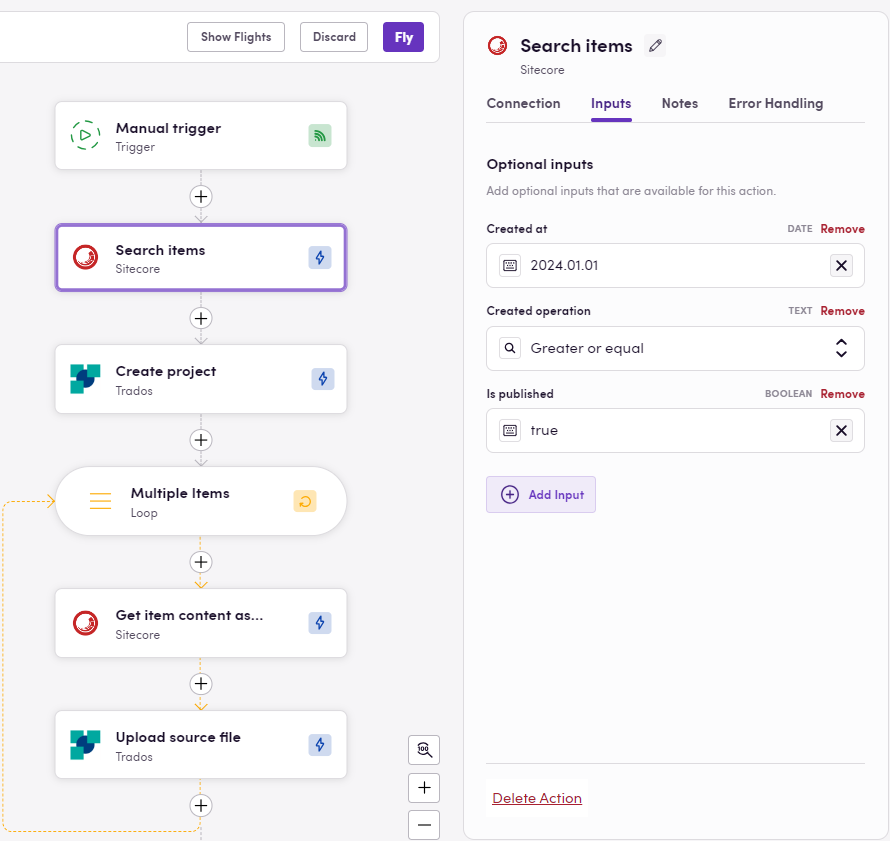 Show Flights
Discard
Fly
Manual trigger
Trigger
Search items
Sitecore
Create project
Trados
Multiple Items
Loop
Get item content as...
Sitecore
Upload source file
Trados
100
Search items
Sitecore
Connection
Inputs
Notes
Error Handling
Optional inputs
Add optional inputs that are available for this action.
Created at
DATE
Remove
2024.01.01
Created operation
TEXT
Remove
Greater or equal
Is published
BOOLEAN
Remove
true
Add Input
Delete Action